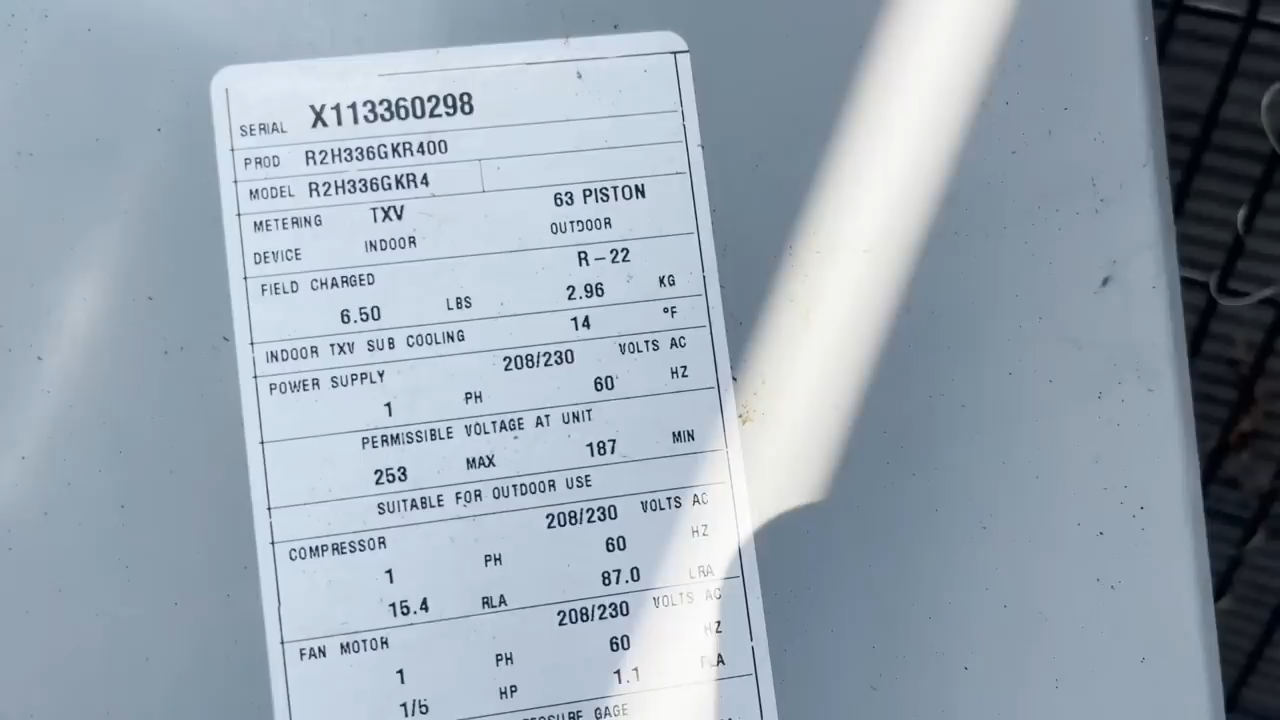 SERIAL X113360298
PROD R2H336GKR400
MODEL R2H336GKR4
METERING TXV 63 PISTON
DEVICE INDOOR OUTDOOR
FIELD CHARGED R-22
6.50 LBS 2.96 KG
INDOOR TXV SUB COOLING 14 °F
POWER SUPPLY 208/230 VOLTS AC
1 PH 60 HZ
PERMISSIBLE VOLTAGE AT UNIT
253 MAX 187 MIN
SUITABLE FOR OUTDOOR USE
COMPRESSOR 208/230 VOLTS AC
1 PH 60 HZ
15.4 RLA 87.0 LRA
FAN MOTOR 208/230 VOLTS AC
1 PH 60 HZ
1/5 HP 1.1 FLA
GAGE